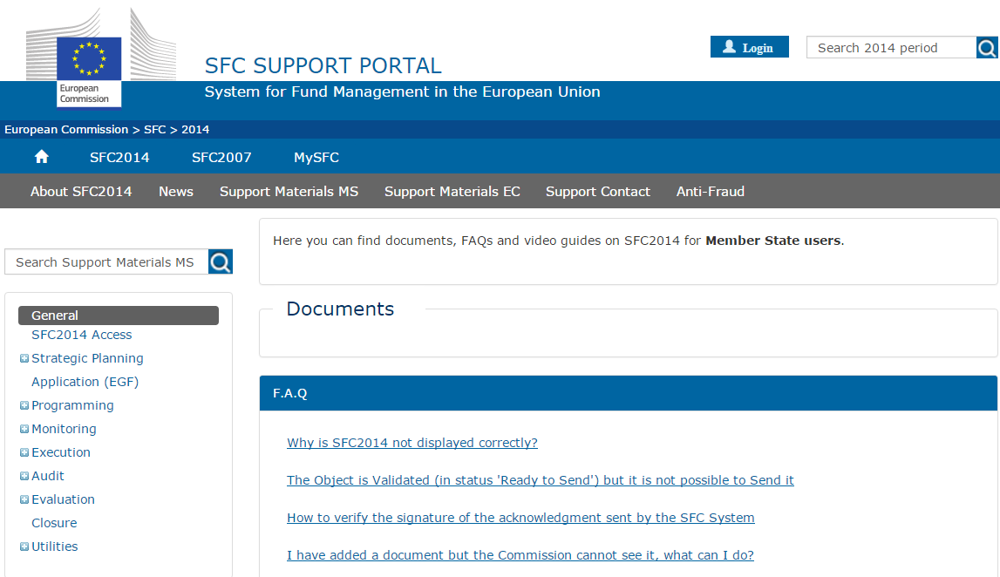 European
Commission
SFC SUPPORT PORTAL
System for Fund Management in the European Union
Login
Search 2014 period
European Commission > SFC > 2014
SFC2014 SFC2007 MySFC
About SFC2014 News Support Materials MS Support Materials EC Support Contact Anti-Fraud
Search Support Materials MS
General
SFC2014 Access
Strategic Planning
Application (EGF)
Programming
Monitoring
Execution
Audit
Evaluation
Closure
Utilities
Here you can find documents, FAQs and video guides on SFC2014 for Member State users.
Documents
F.A.Q
Why is SFC2014 not displayed correctly?
The Object is Validated (in status 'Ready to Send') but it is not possible to Send it
How to verify the signature of the acknowledgment sent by the SFC System
I have added a document but the Commission cannot see it, what can I do?